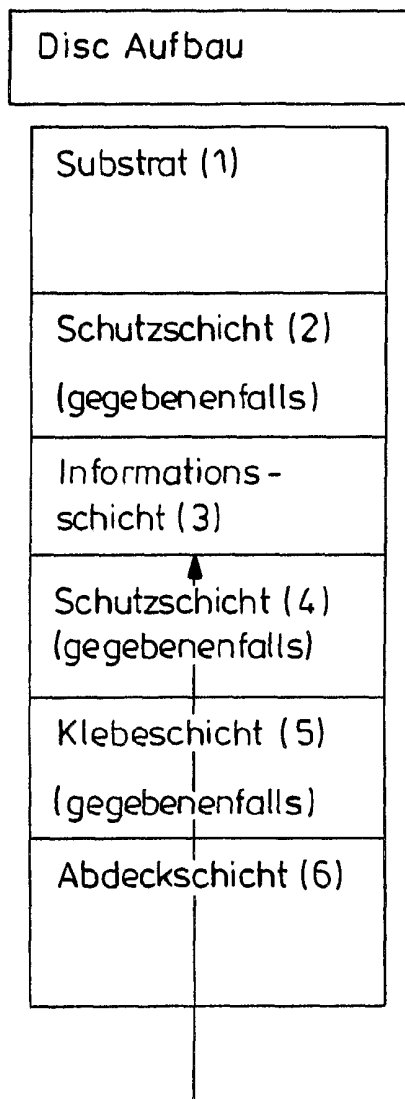 Disc Aufbau
Substrat (1)
Schutzschicht (2)
(gegebenenfalls)
Informations-
schicht (3)
Schutzschicht (4)
(gegebenenfalls)
Klebeschicht (5)
(gegebenenfalls)
Abdeckschicht (6)